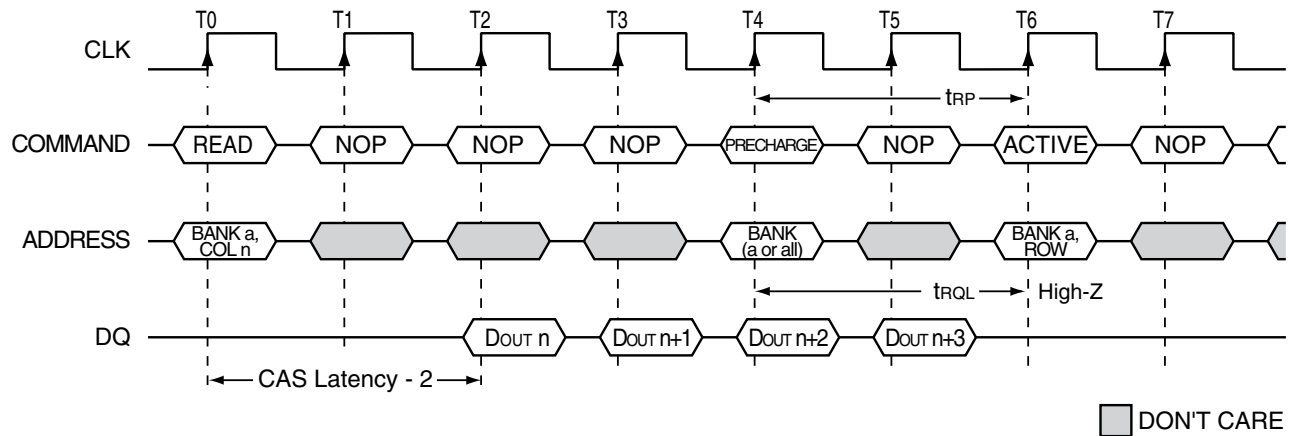 T0 T1 T2 T3 T4 T5 T6 T7
CLK
tRP
COMMAND READ NOP NOP NOP PRECHARGE NOP ACTIVE NOP
ADDRESS BANK a, COL n BANK (a or all) BANK a, ROW
tRQL High-Z
DQ DOUT n DOUT n+1 DOUT n+2 DOUT n+3
CAS Latency - 2
DON'T CARE